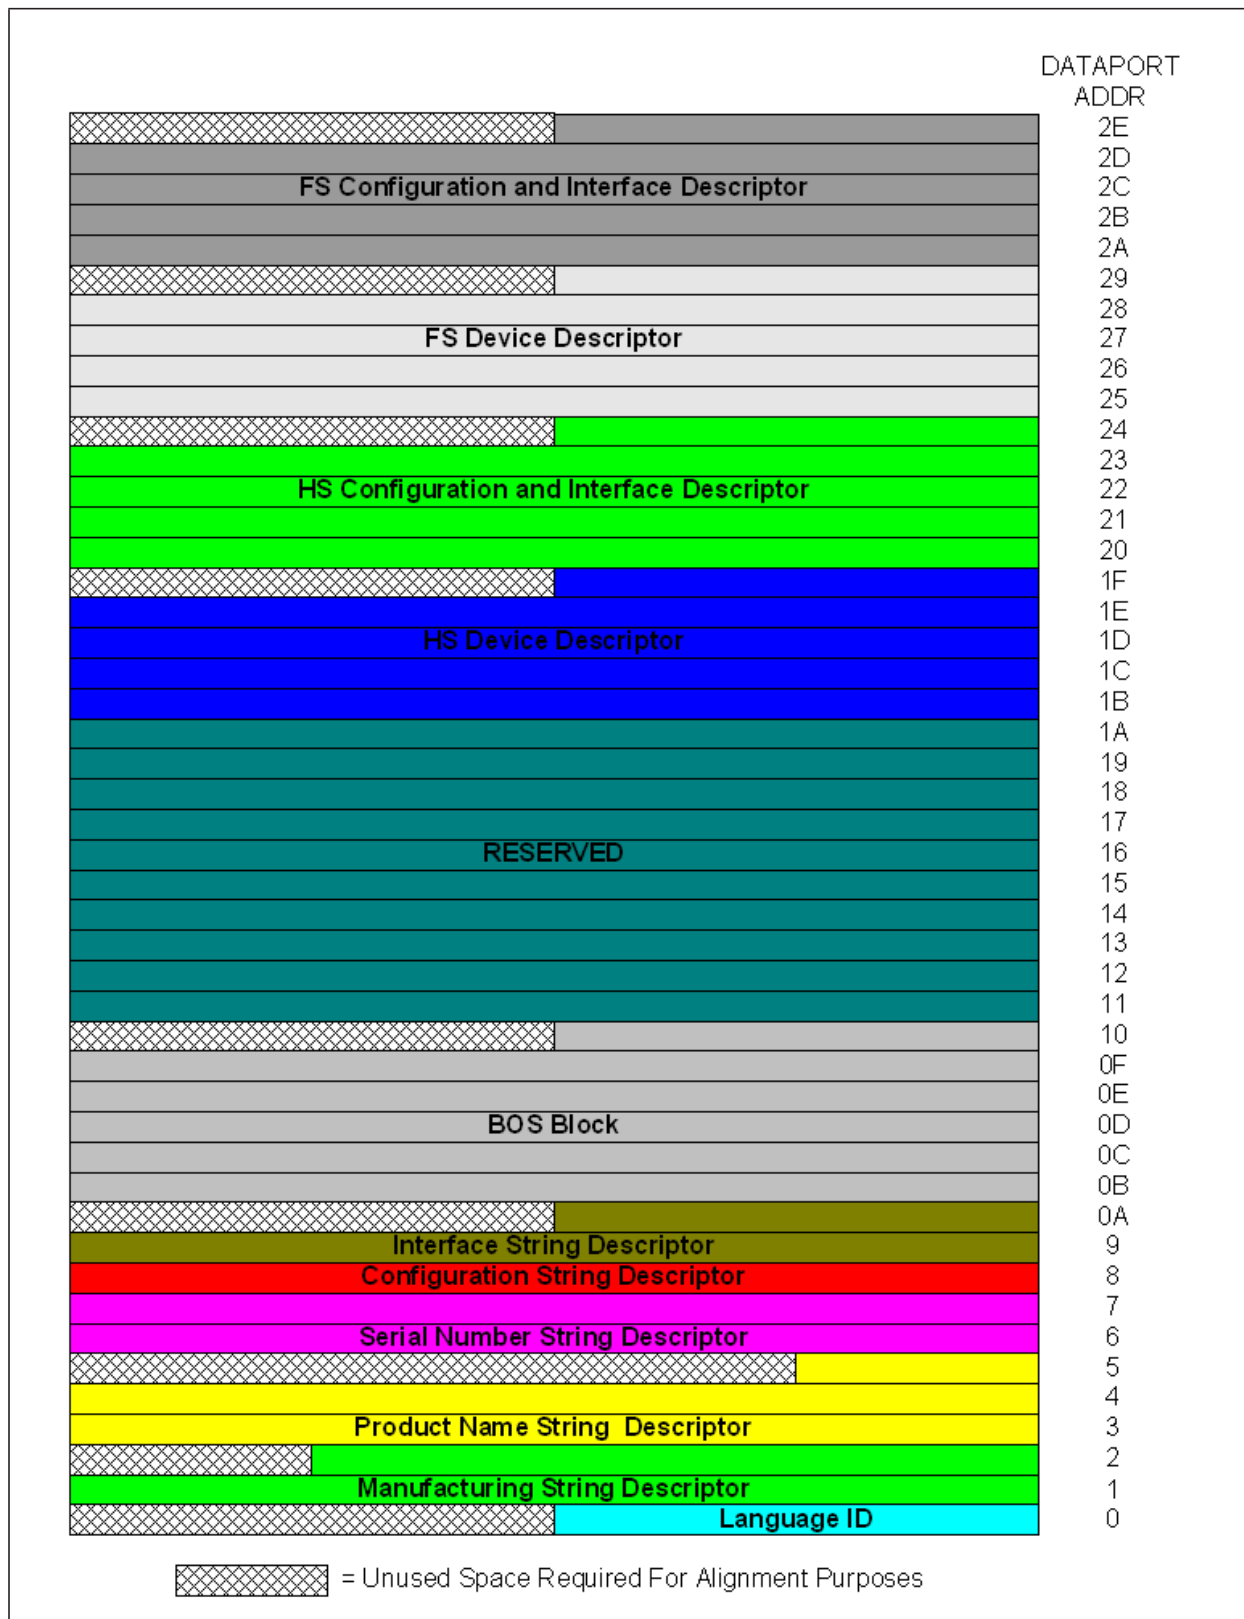 DATAPORT
ADDR
2E
2D
FS Configuration and Interface Descriptor 2C
2B
2A
29
28
FS Device Descriptor 27
26
25
24
23
HS Configuration and Interface Descriptor 22
21
20
1F
1E
HS Device Descriptor 1D
1C
1B
1A
19
18
17
RESERVED 16
15
14
13
12
11
10
0F
0E
BOS Block 0D
0C
0B
0A
Interface String Descriptor 9
Configuration String Descriptor 8
7
Serial Number String Descriptor 6
5
4
Product Name String Descriptor 3
2
Manufacturing String Descriptor 1
Language ID 0
= Unused Space Required For Alignment Purposes